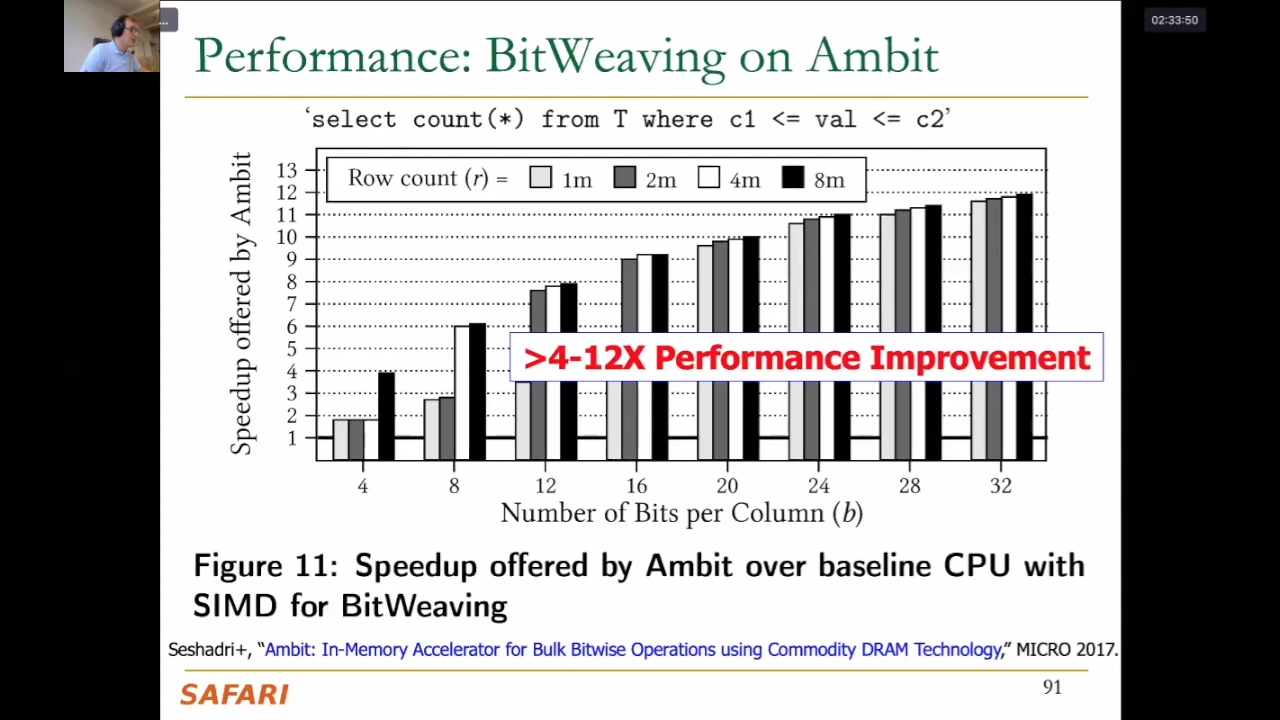 ...
02:33:50
Performance: BitWeaving on Ambit
‘select count(*) from T where c1 <= val <= c2’
Speedup offered by Ambit
Row count (r) = 1m 2m 4m 8m
13
12
11
10
9
8
7
6
5
4
3
2
1
>4-12X Performance Improvement
4 8 12 16 20 24 28 32
Number of Bits per Column (b)
Figure 11: Speedup offered by Ambit over baseline CPU with
SIMD for BitWeaving
Seshadri+, “Ambit: In-Memory Accelerator for Bulk Bitwise Operations using Commodity DRAM Technology,” MICRO 2017.
SAFARI
91